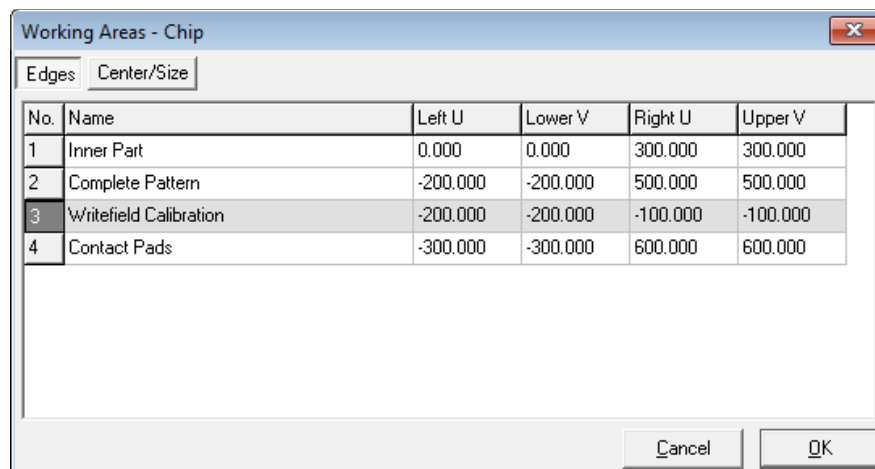 Working Areas - Chip
Edges Center/Size
No. Name Left U Lower V Right U Upper V
1 Inner Part 0.000 0.000 300.000 300.000
2 Complete Pattern -200.000 -200.000 500.000 500.000
3 Writefield Calibration -200.000 -200.000 -100.000 -100.000
4 Contact Pads -300.000 -300.000 600.000 600.000
Cancel OK